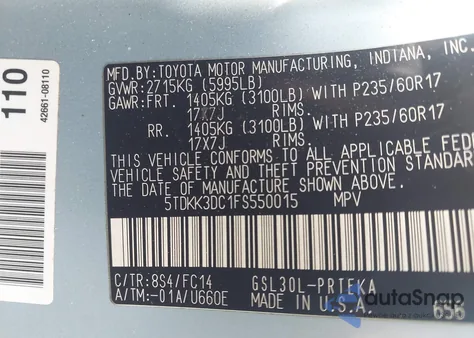 110
42661-08110
MFD.BY:TOYOTA MOTOR MANUFACTURING, INDIANA, INC.
GVWR:2715KG (5995LB)
GAWR:FRT. 1405KG (3100LB) WITH P235/60R17
17X7J RIMS.
RR. 1405KG (3100LB) WITH P235/60R17
17X7J RIMS.
THIS VEHICLE CONFORMS TO ALL APPLICABLE FEDE
VEHICLE SAFETY AND THEFT PREVENTION STANDAR
DATE OF MANUFACTURE SHOWN ABOVE.
5TDKK3DC1FS550015 MPV
C/TR:8S4/FC14 GSL30L-PRTEKA
A/TM:-01A/U660E MADE IN U.S.A. 656
autoSnap